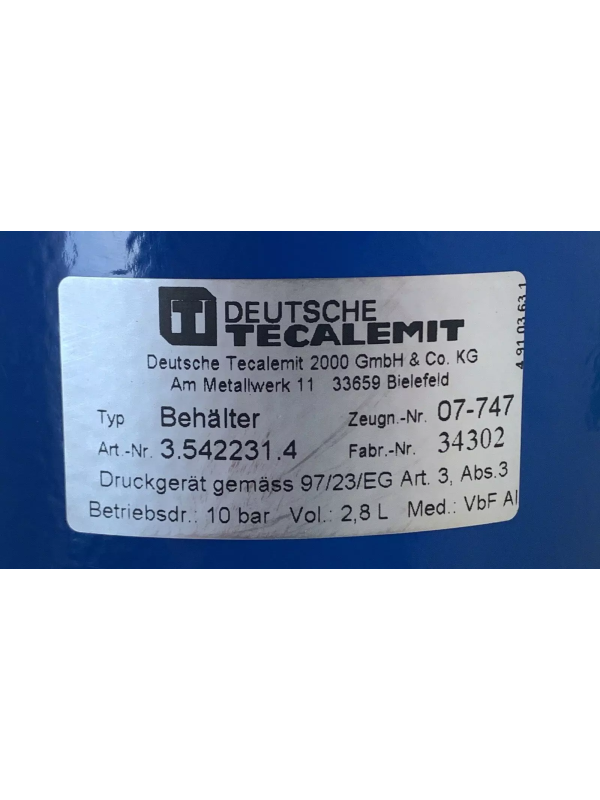 DEUTSCHE
TECALEMIT
Deutsche Tecalemit 2000 GmbH & Co. KG
Am Metallwerk 11 33659 Bielefeld
Typ Behälter Zeugn.-Nr. 07-747
Art.-Nr. 3.542231.4 Fabr.-Nr. 34302
Druckgerät gemäss 97/23/EG Art. 3, Abs.3
Betriebsdr.: 10 bar Vol.: 2,8 L Med.: VbF AI
4.91.03.63.1